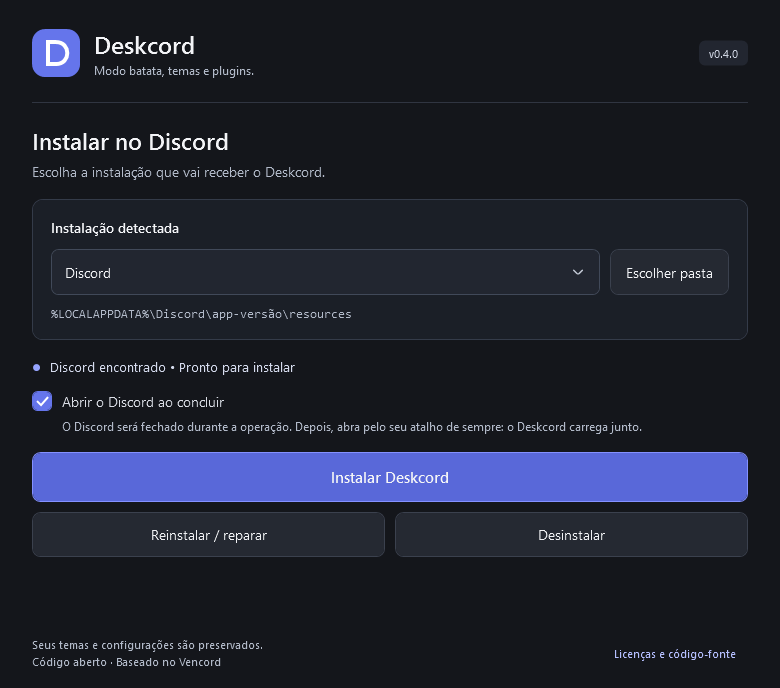 D
Deskcord
Modo batata, temas e plugins.
v0.4.0
Instalar no Discord
Escolha a instalação que vai receber o Deskcord.
Instalação detectada
Discord
Escolher pasta
%LOCALAPPDATA%\Discord\app-versão\resources
Discord encontrado • Pronto para instalar
Abrir o Discord ao concluir
O Discord será fechado durante a operação. Depois, abra pelo seu atalho de sempre: o Deskcord carrega junto.
Instalar Deskcord
Reinstalar / reparar
Desinstalar
Seus temas e configurações são preservados.
Código aberto · Baseado no Vencord
Licenças e código-fonte